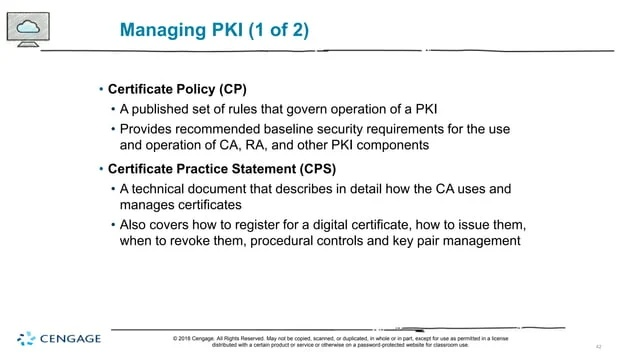 Managing PKI (1 of 2)
• Certificate Policy (CP)
• A published set of rules that govern operation of a PKI
• Provides recommended baseline security requirements for the use
and operation of CA, RA, and other PKI components
• Certificate Practice Statement (CPS)
• A technical document that describes in detail how the CA uses and
manages certificates
• Also covers how to register for a digital certificate, how to issue them,
when to revoke them, procedural controls and key pair management
CENGAGE
© 2018 Cengage. All Rights Reserved. May not be copied, scanned, or duplicated, in whole or in part, except for use as permitted in a license
distributed with a certain product or service or otherwise on a password-protected website for classroom use.
42